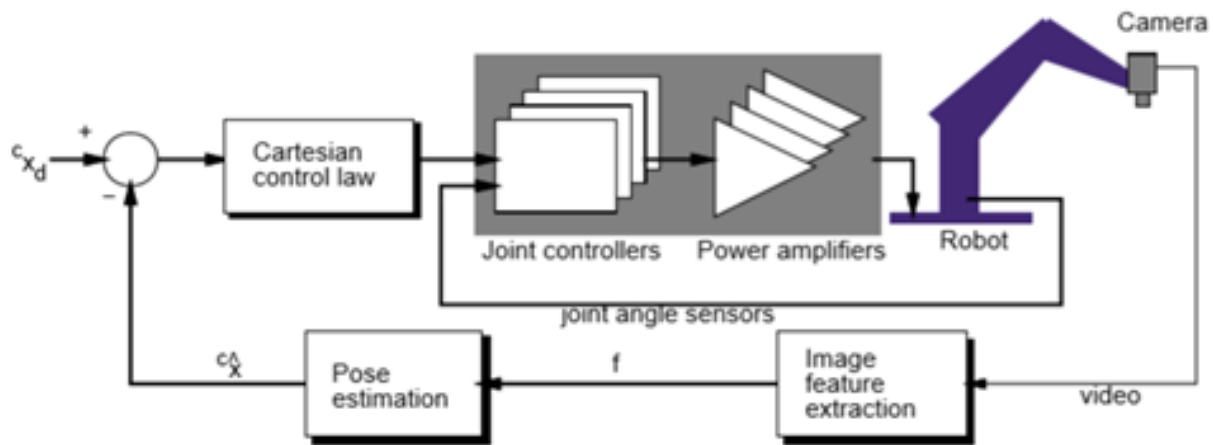 Camera
+
c x d
−
Cartesian
control law
Joint controllers
Power amplifiers
Robot
joint angle sensors
c x̂
Pose
estimation
f
Image
feature
extraction
video